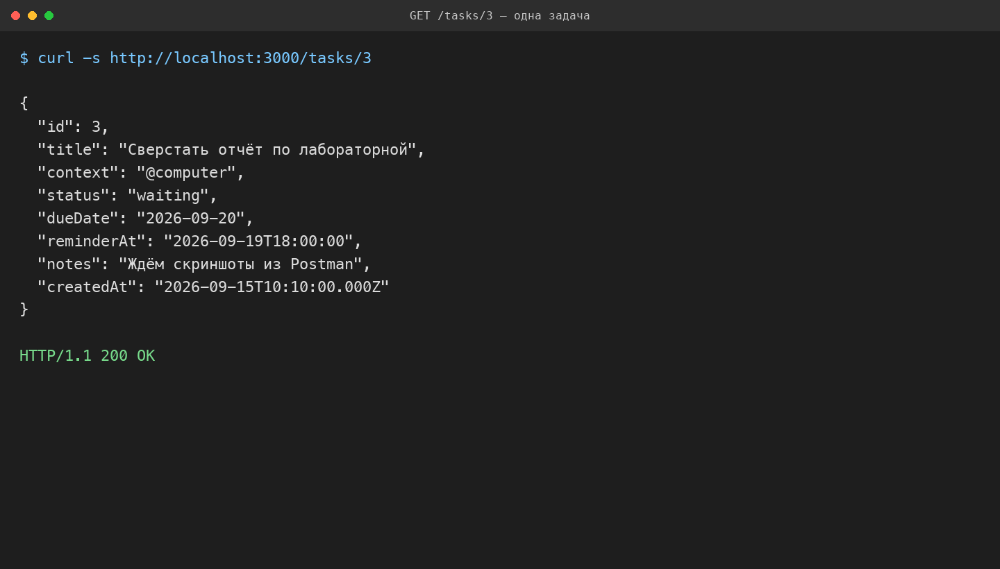 GET /tasks/3 — одна задача
$ curl -s http://localhost:3000/tasks/3
{
  "id": 3,
  "title": "Сверстать отчёт по лабораторной",
  "context": "@computer",
  "status": "waiting",
  "dueDate": "2026-09-20",
  "reminderAt": "2026-09-19T18:00:00",
  "notes": "Ждём скриншоты из Postman",
  "createdAt": "2026-09-15T10:10:00.000Z"
}
HTTP/1.1 200 OK